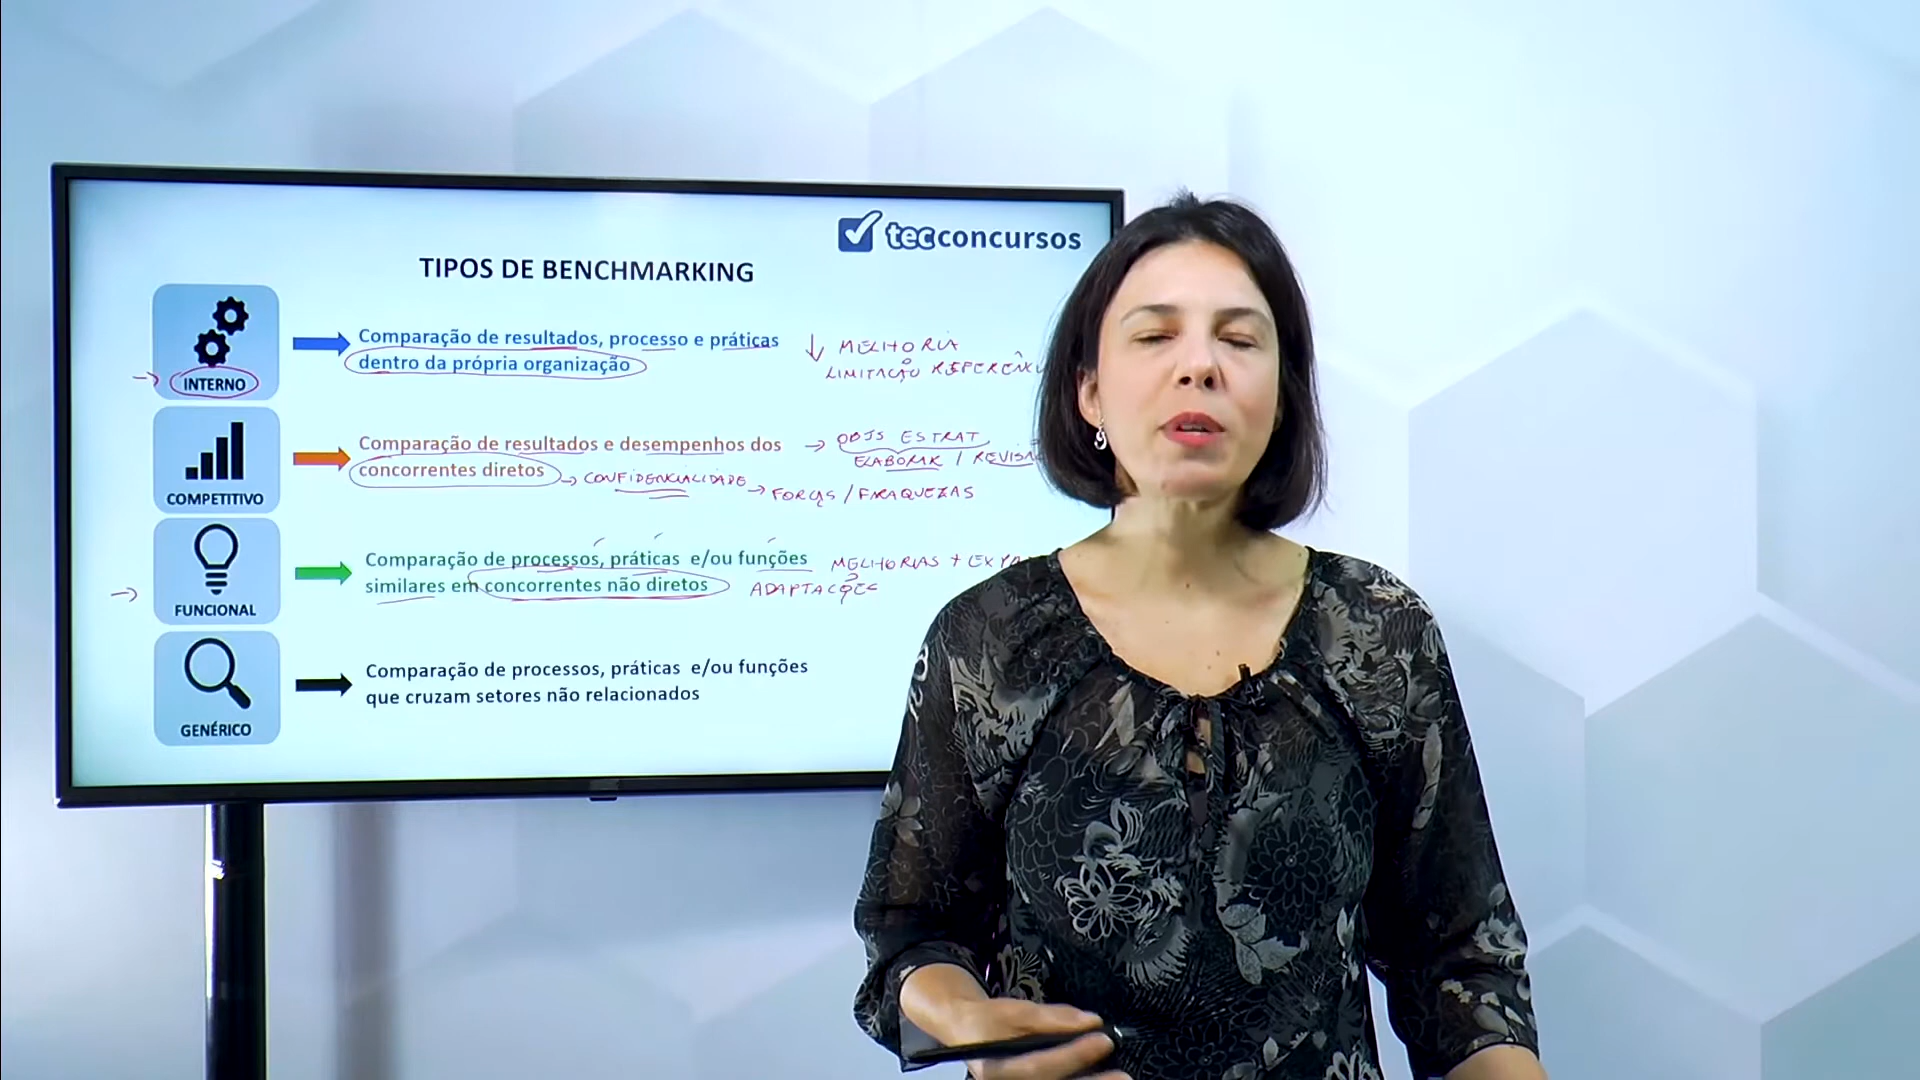 tecconcursos
TIPOS DE BENCHMARKING
Comparação de resultados, processo e práticas
dentro da própria organização
↓ MELHORIA
LIMITAÇÃO
→ INTERNO
Comparação de resultados e desempenhos dos
concorrentes diretos
→ OBJS ESTRAT
ELABORAR /
→ CONFIDENCIALIDADE
→ FORÇAS / FRAQUEZAS
COMPETITIVO
Comparação de processos, práticas e/ou funções
similares em concorrentes não diretos
MELHORIAS +
ADAPTAÇÕES
→ FUNCIONAL
Comparação de processos, práticas e/ou funções
que cruzam setores não relacionados
GENÉRICO